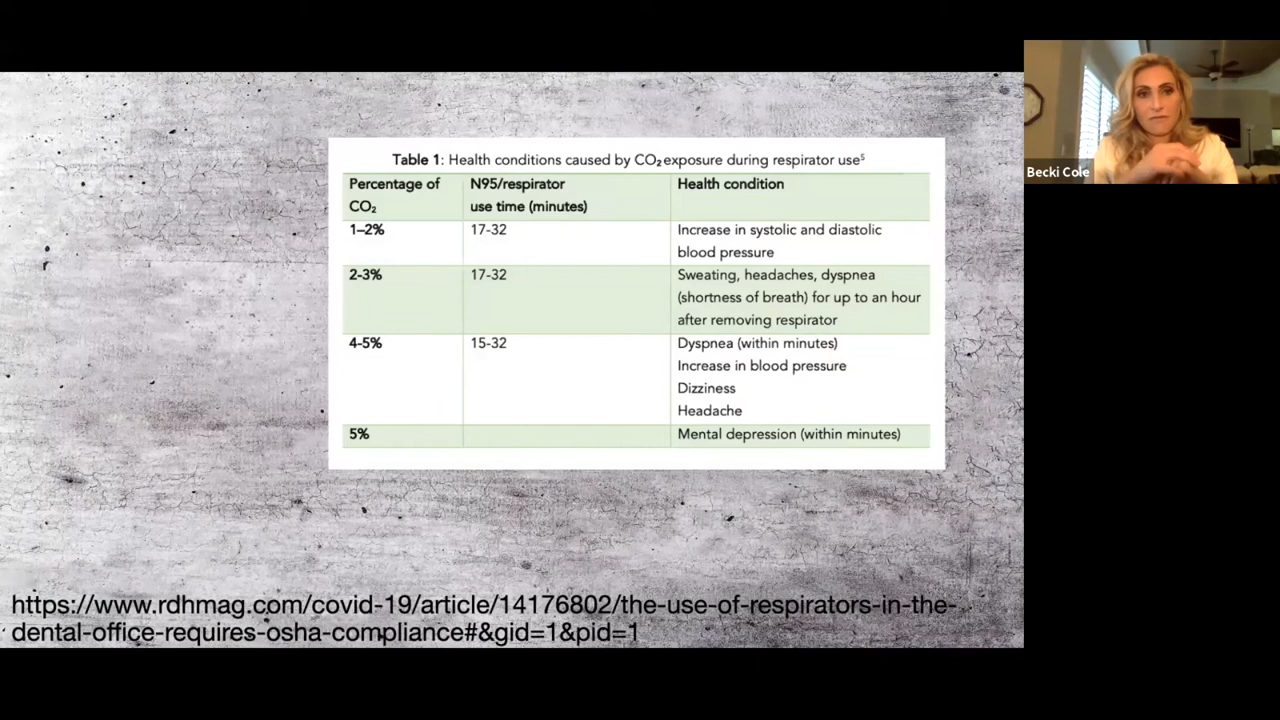 Table 1: Health conditions caused by CO₂ exposure during respirator use⁵
Percentage of CO₂
N95/respirator use time (minutes)
Health condition
1–2%
17-32
Increase in systolic and diastolic
blood pressure
2-3%
17-32
Sweating, headaches, dyspnea
(shortness of breath) for up to an hour
after removing respirator
4-5%
15-32
Dyspnea (within minutes)
Increase in blood pressure
Dizziness
Headache
5%
Mental depression (within minutes)
https://www.rdhmag.com/covid-19/article/14176802/the-use-of-respirators-in-the-
dental-office-requires-osha-compliance#&gid=1&pid=1
Becki Cole